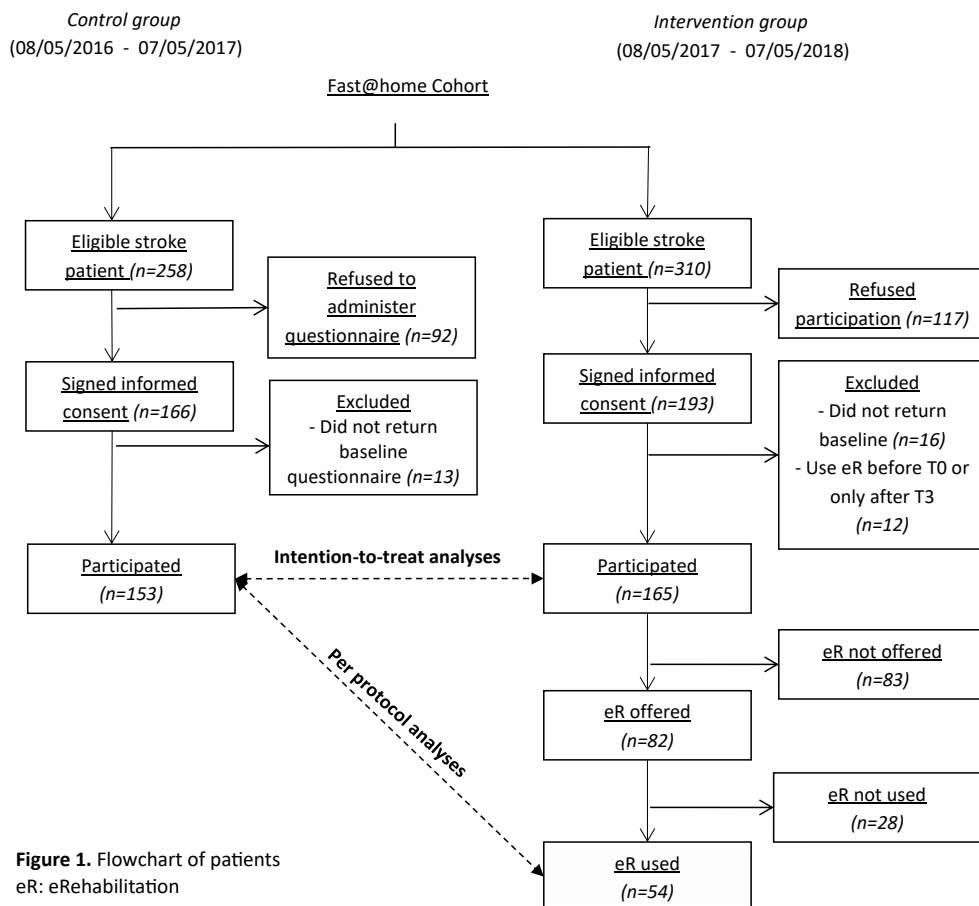 Control group
(08/05/2016 - 07/05/2017)
Intervention group
(08/05/2017 - 07/05/2018)
Fast@home Cohort
Eligible stroke
patient (n=258)
Refused to
administer
questionnaire (n=92)
Signed informed
consent (n=166)
Excluded
- Did not return
baseline
questionnaire (n=13)
Participated
(n=153)
Eligible stroke
patient (n=310)
Refused
participation (n=117)
Signed informed
consent (n=193)
Excluded
- Did not return
baseline (n=16)
- Use eR before T0 or
only after T3
(n=12)
Intention-to-treat analyses
Participated
(n=165)
eR not offered
(n=83)
Per protocol analyses
eR offered
(n=82)
eR not used
(n=28)
eR used
(n=54)
Figure 1. Flowchart of patients
eR: eRehabilitation